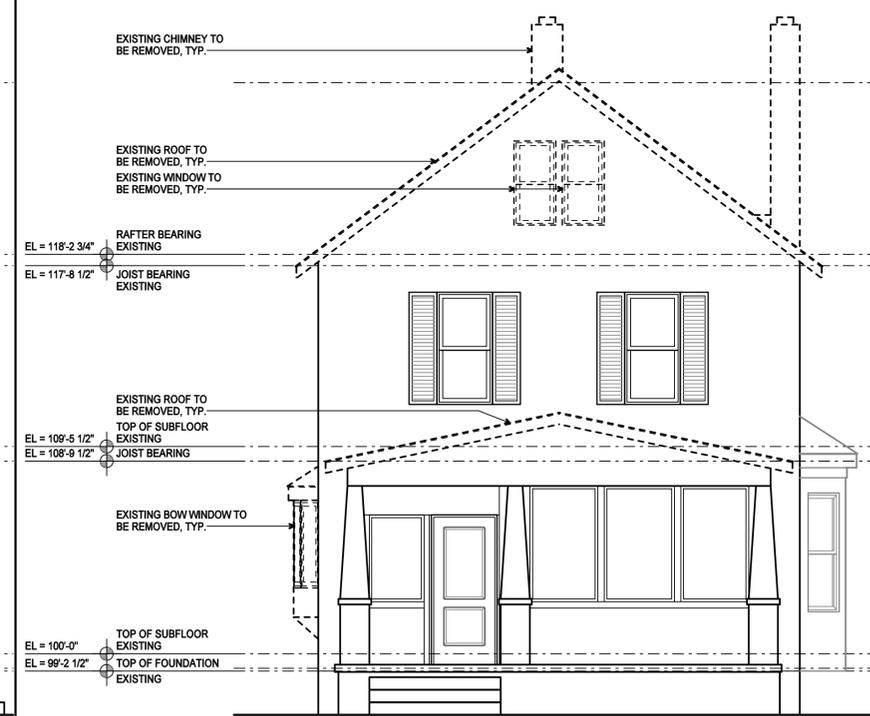 EXISTING CHIMNEY TO
BE REMOVED, TYP.
EXISTING ROOF TO
BE REMOVED, TYP.
EXISTING WINDOW TO
BE REMOVED, TYP.
RAFTER BEARING
EL = 118'-2 3/4" EXISTING
EL = 117'-8 1/2" JOIST BEARING
EXISTING
EXISTING ROOF TO
BE REMOVED, TYP.
TOP OF SUBFLOOR
EL = 109'-5 1/2" EXISTING
EL = 108'-9 1/2" JOIST BEARING
EXISTING BOW WINDOW TO
BE REMOVED, TYP.
TOP OF SUBFLOOR
EL = 100'-0" EXISTING
EL = 99'-2 1/2" TOP OF FOUNDATION
EXISTING